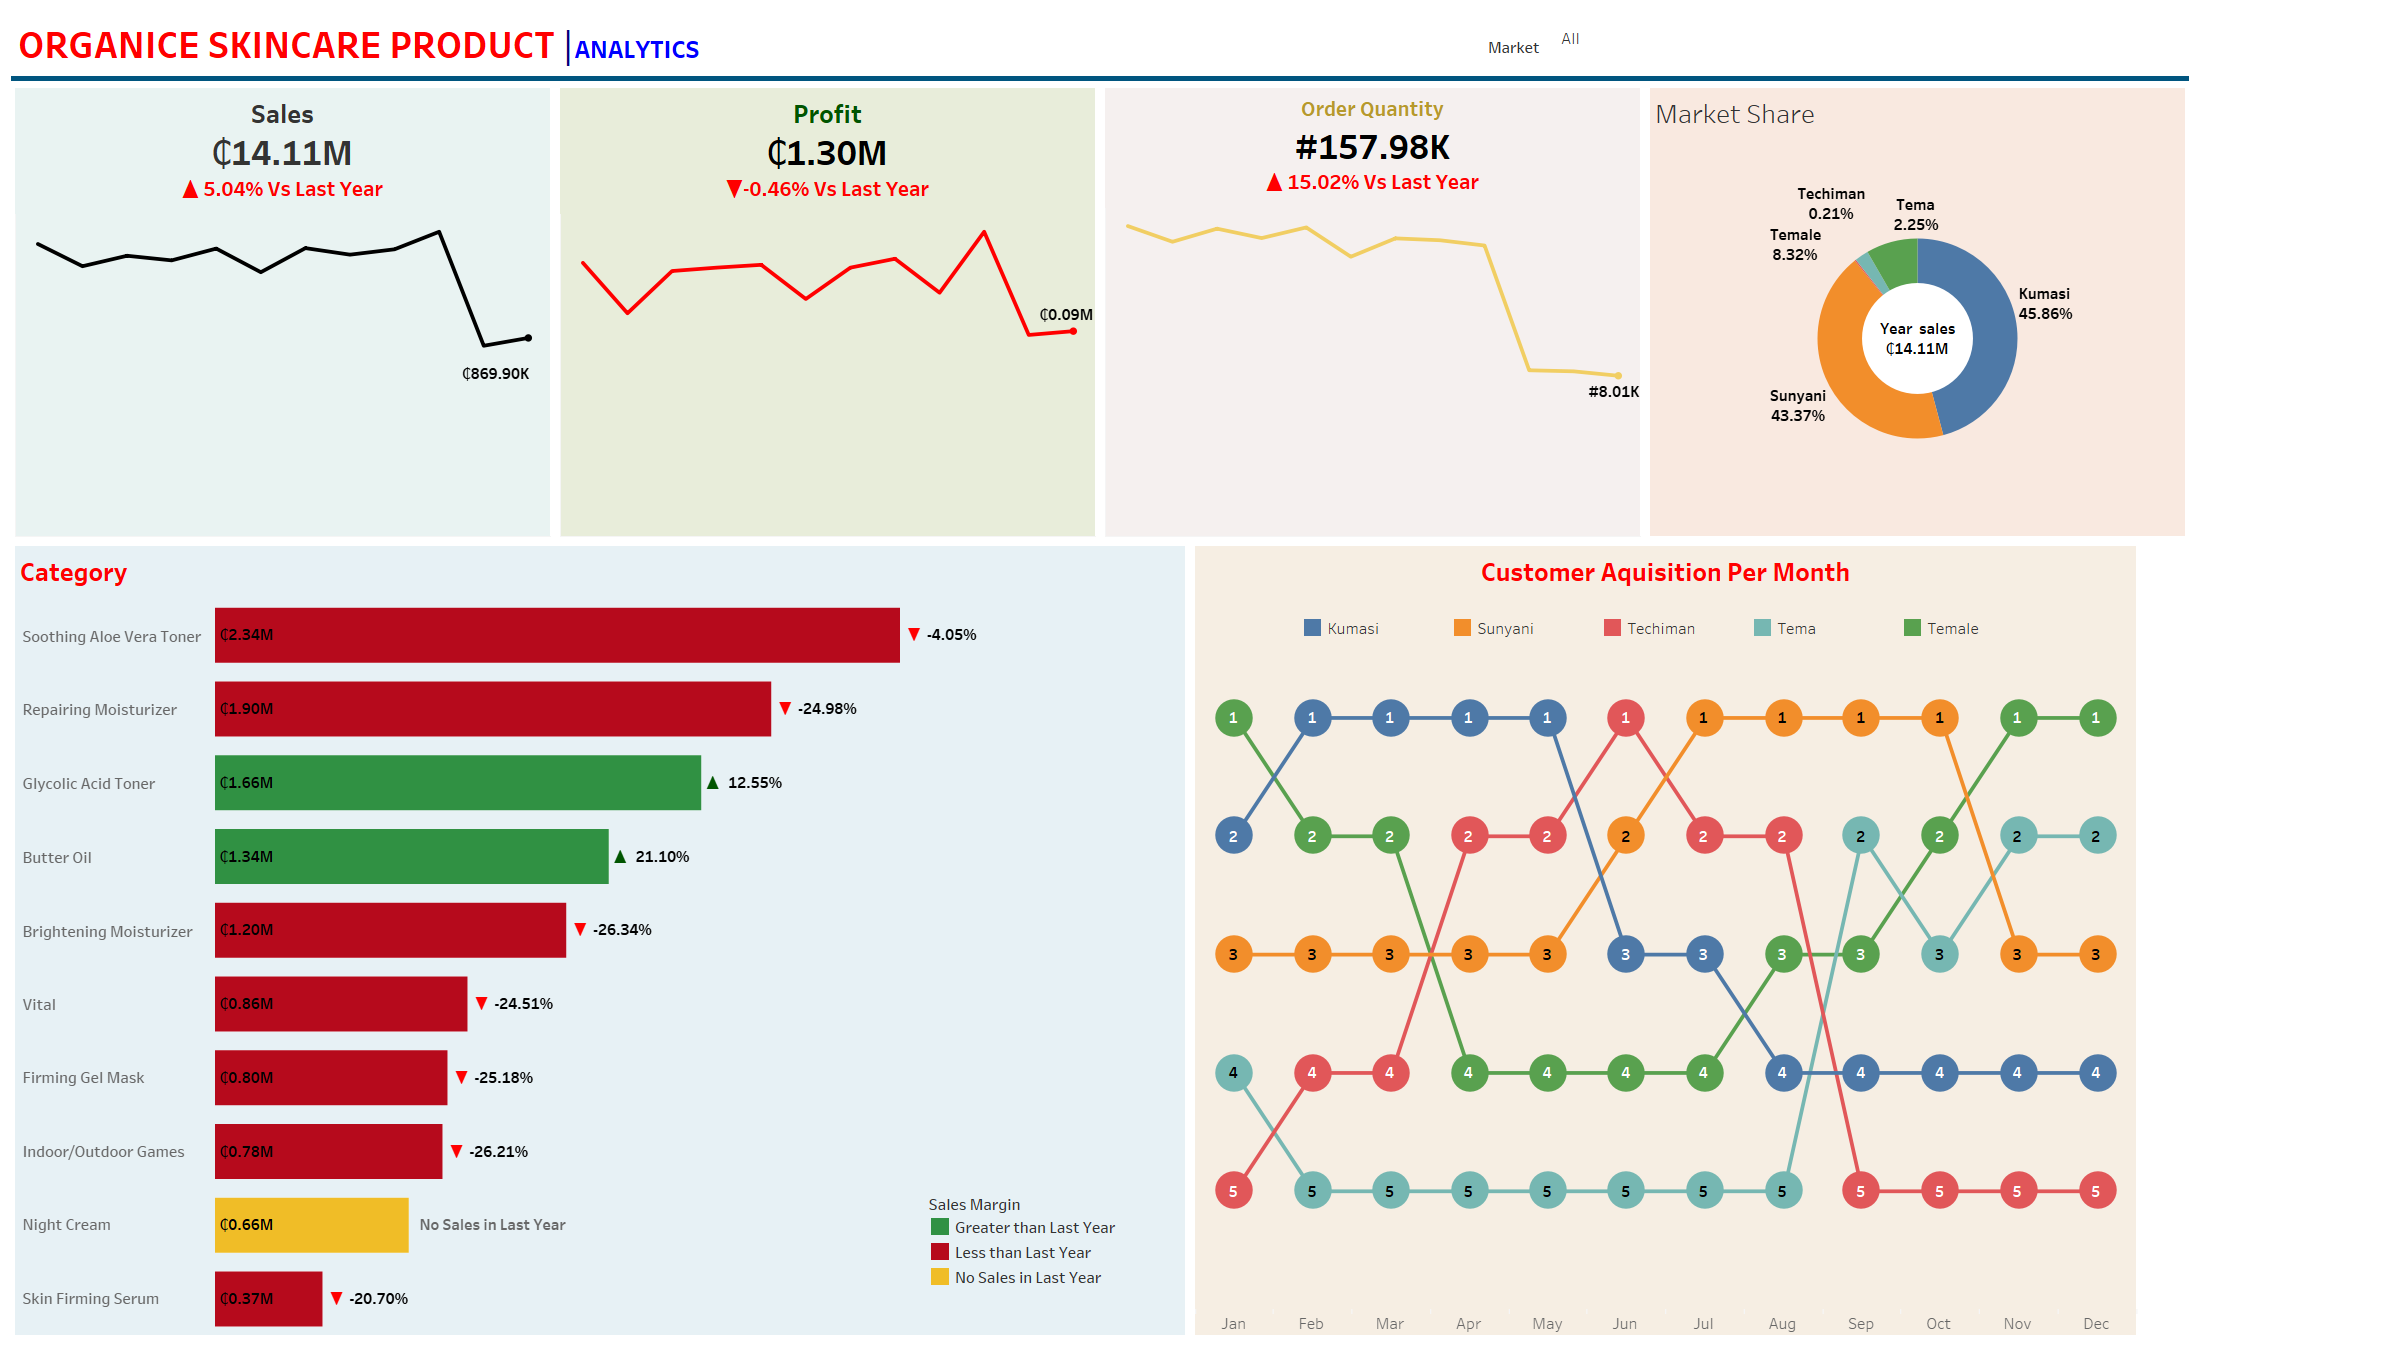 ORGANICE SKINCARE PRODUCT |ANALYTICS
Market All
Sales
₵14.11M
▲ 5.04% Vs Last Year
₵869.90K
Profit
₵1.30M
▼-0.46% Vs Last Year
₵0.09M
Order Quantity
#157.98K
▲ 15.02% Vs Last Year
#8.01K
Market Share
Techiman
0.21%
Tema
2.25%
Temale
8.32%
Kumasi
45.86%
Year sales
₵14.11M
Sunyani
43.37%
Category
Soothing Aloe Vera Toner ₵2.34M ▼ -4.05%
Repairing Moisturizer ₵1.90M ▼ -24.98%
Glycolic Acid Toner ₵1.66M ▲ 12.55%
Butter Oil ₵1.34M ▲ 21.10%
Brightening Moisturizer ₵1.20M ▼ -26.34%
Vital ₵0.86M ▼ -24.51%
Firming Gel Mask ₵0.80M ▼ -25.18%
Indoor/Outdoor Games ₵0.78M ▼ -26.21%
Night Cream ₵0.66M No Sales in Last Year
Skin Firming Serum ₵0.37M ▼ -20.70%
Sales Margin
Greater than Last Year
Less than Last Year
No Sales in Last Year
Customer Aquisition Per Month
Kumasi Sunyani Techiman Tema Temale
1 1 1 1 1 1 1 1 1 1 1 1
2 2 2 2 2 2 2 2 2 2 2 2
3 3 3 3 3 3 3 3 3 3 3 3
4 4 4 4 4 4 4 4 4 4 4 4
5 5 5 5 5 5 5 5 5 5 5 5
Jan Feb Mar Apr May Jun Jul Aug Sep Oct Nov Dec